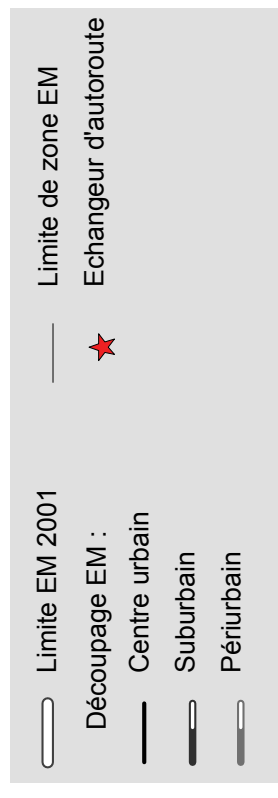 Limite EM 2001
Découpage EM :
Centre urbain
Suburbain
Périurbain
Limite de zone EM
Echangeur d'autoroute